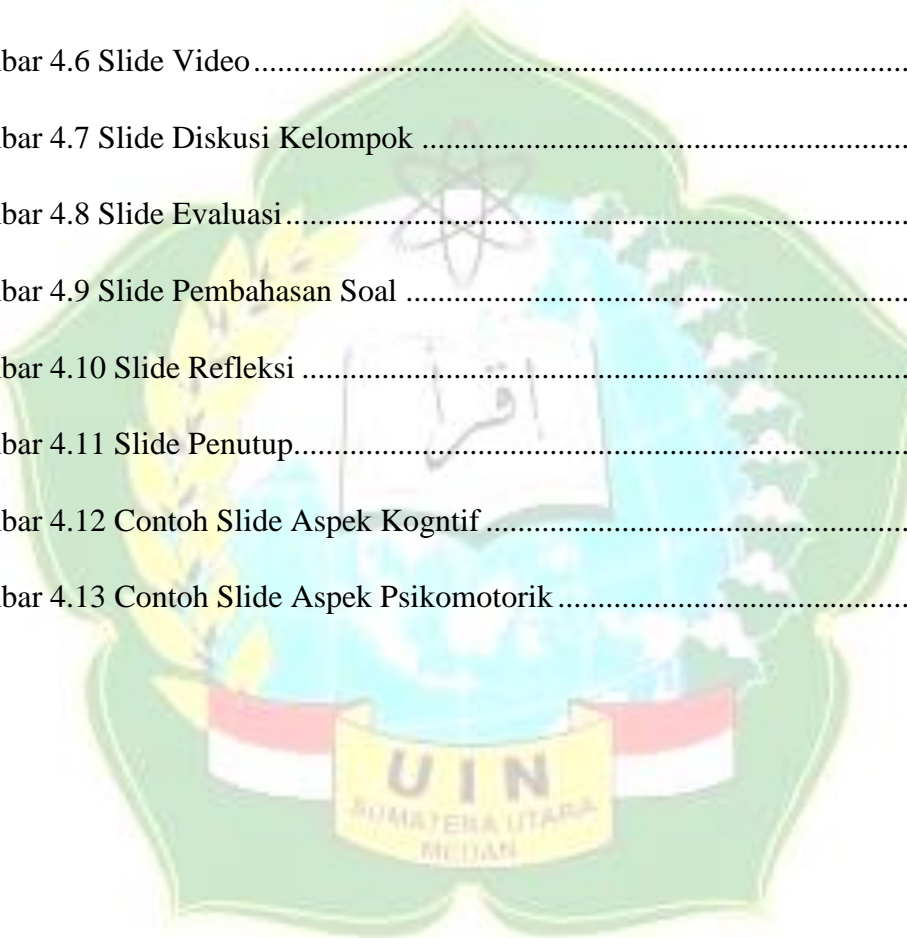 bar 4.6 Slide Video........................................................................................
bar 4.7 Slide Diskusi Kelompok ...................................................................
bar 4.8 Slide Evaluasi....................................................................................
bar 4.9 Slide Pembahasan Soal .....................................................................
bar 4.10 Slide Refleksi ..................................................................................
bar 4.11 Slide Penutup...................................................................................
bar 4.12 Contoh Slide Aspek Kogntif ...........................................................
bar 4.13 Contoh Slide Aspek Psikomotorik ..................................................
UIN
SUMATERA UTARA
MEDAN